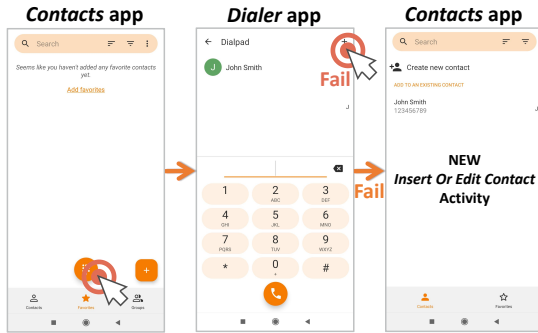 Contacts app
Search
Seems like you haven't added any favorite contacts
yet.
Add favorites
Contacts
Favorites
Groups
Dialer app
Dialpad
+
J
John Smith
Fail
J
1
2
ABC
3
DEF
4
GHI
5
JKL
6
MNO
7
PQRS
8
TUV
9
WXYZ
*
0
+
#
Fail
Contacts app
Search
Create new contact
ADD TO AN EXISTING CONTACT
John Smith
123456789
J
NEW
Insert Or Edit Contact
Activity
Contacts
Favorites